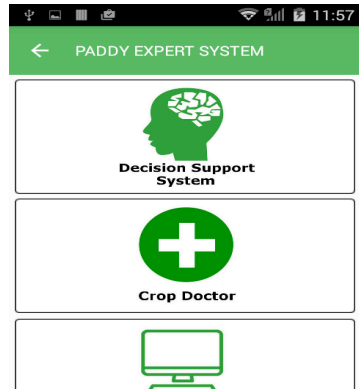 11:57
PADDY EXPERT SYSTEM
Decision Support
System
Crop Doctor